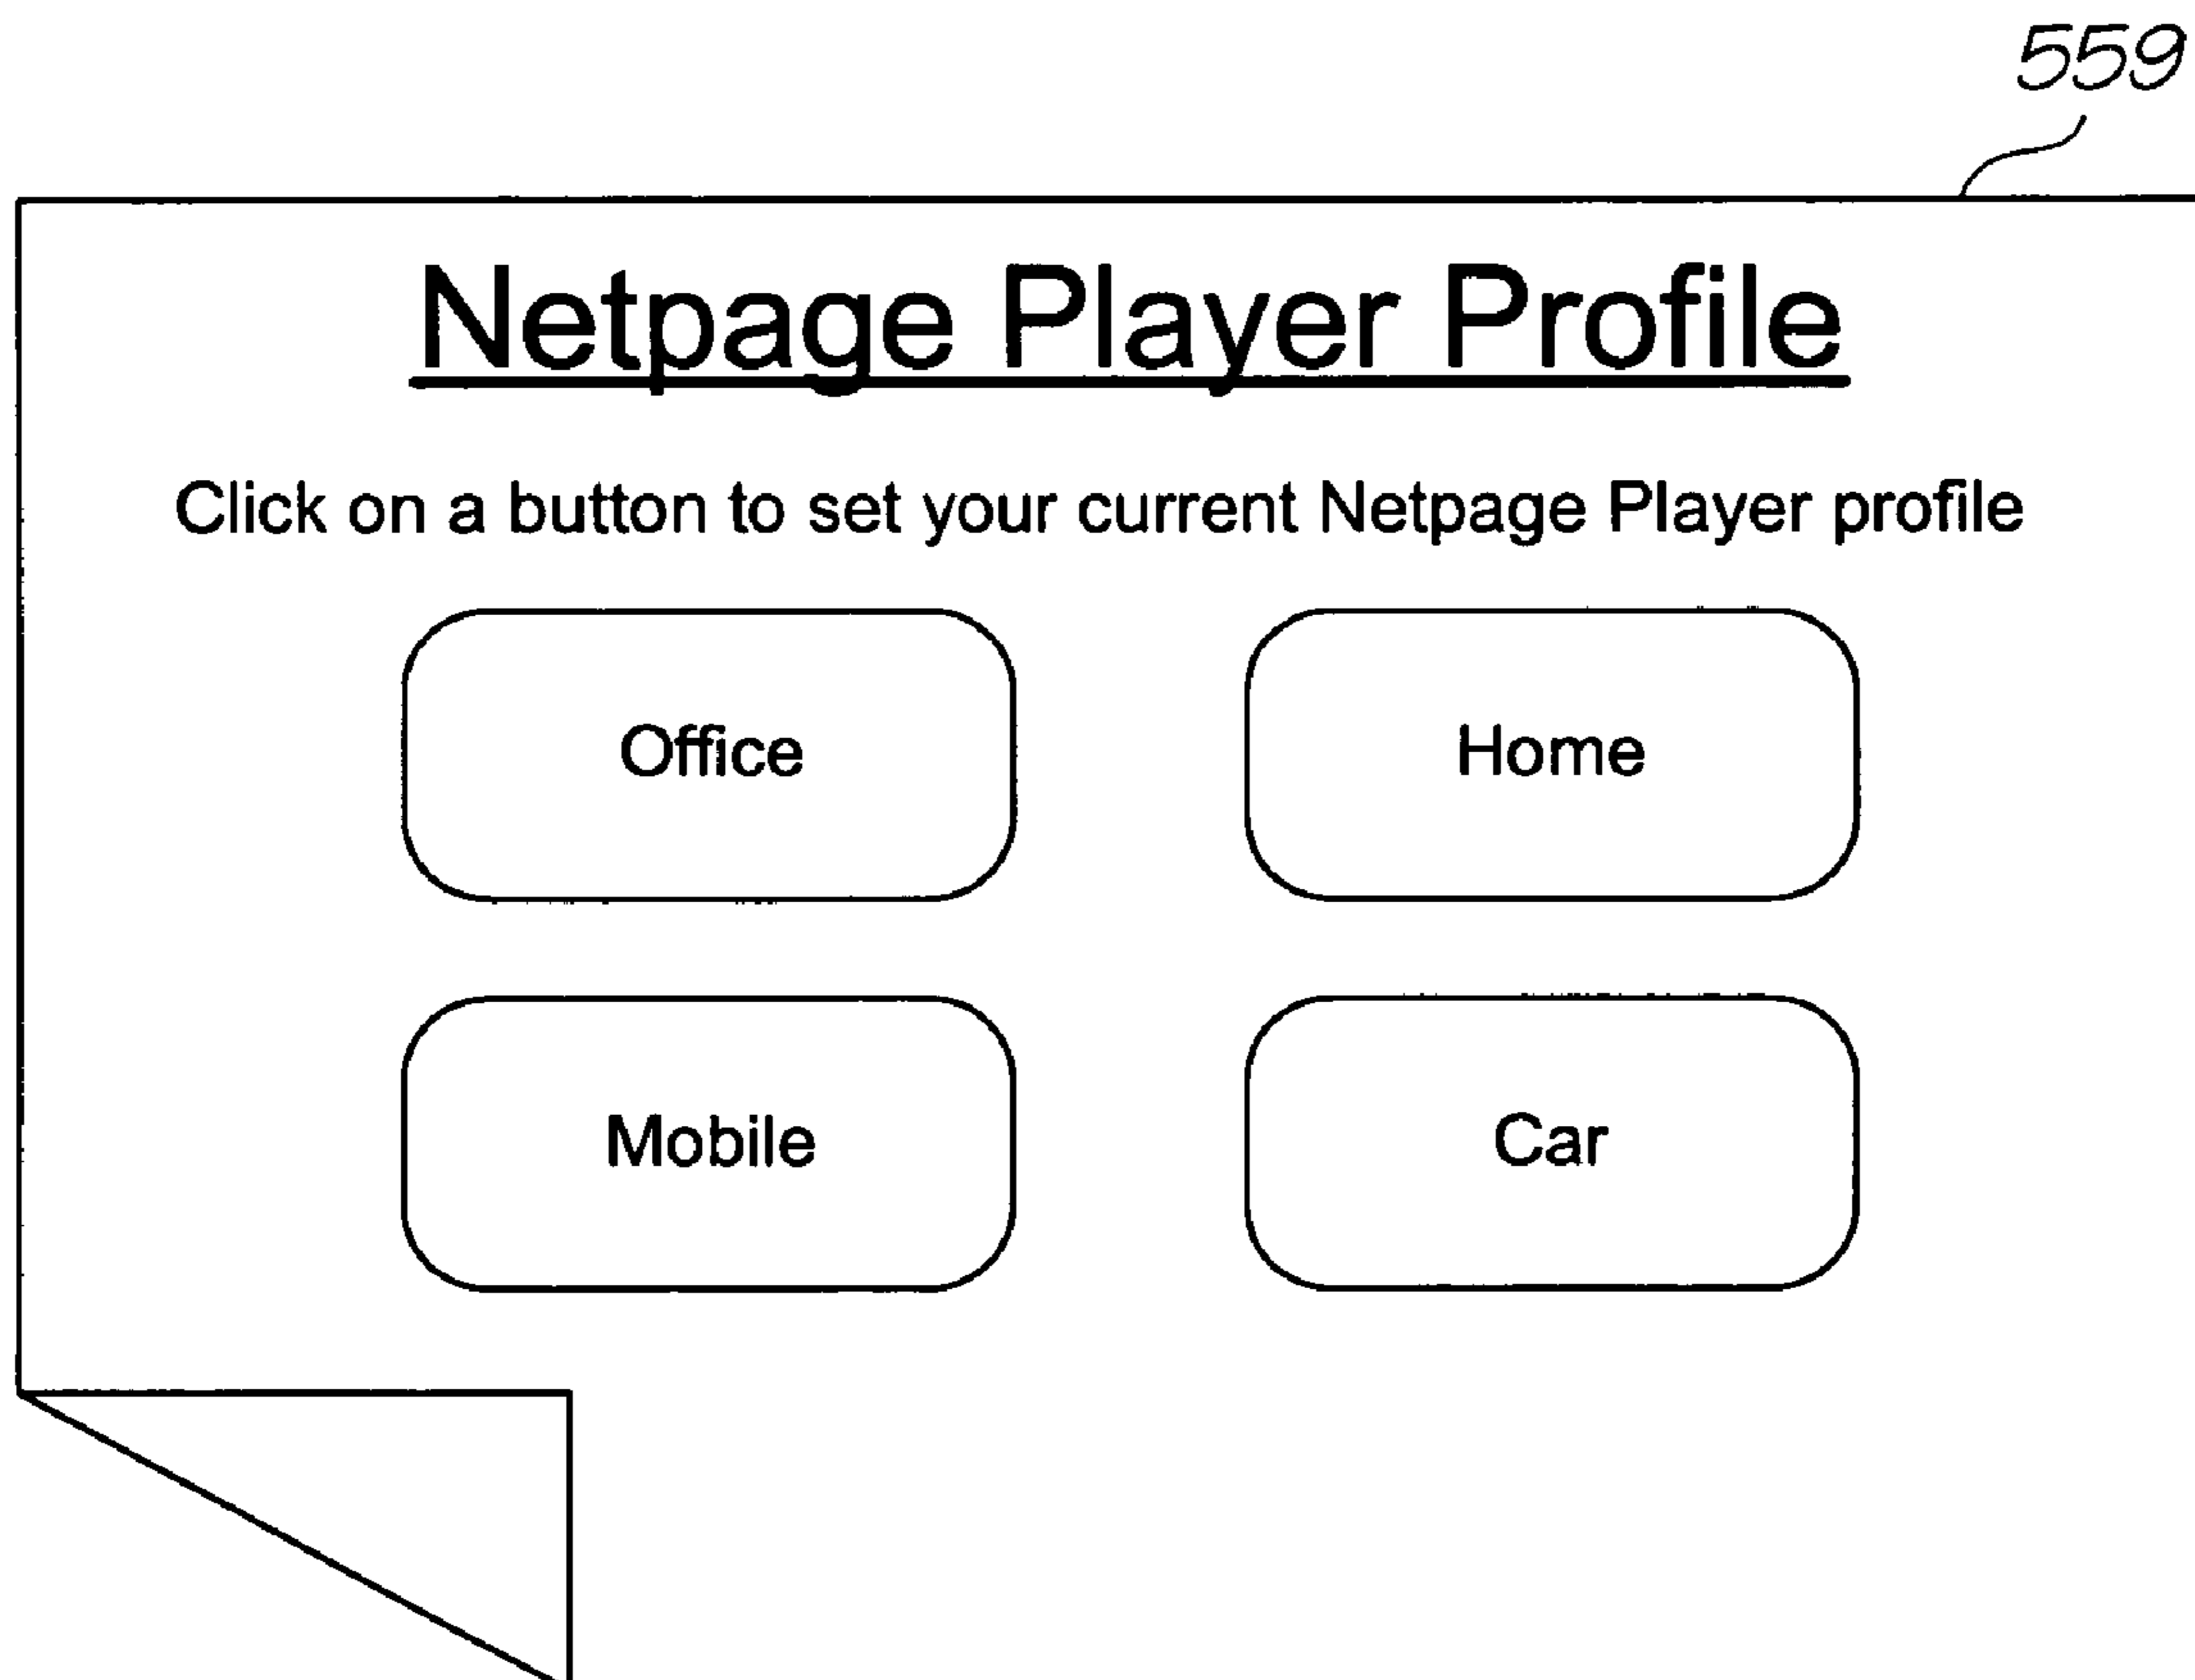 559
Netpage Player Profile
Click on a button to set your current Netpage Player profile
Office Home
Mobile Car